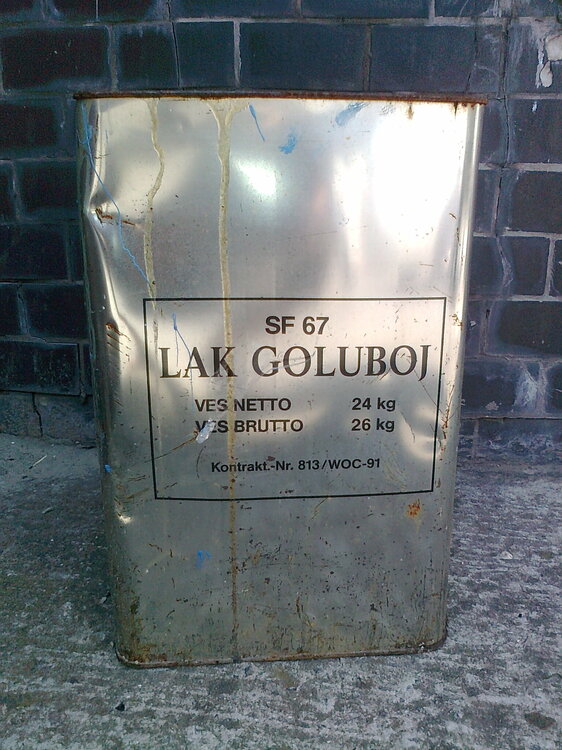 SF 67
LAK GOLUBOJ
VES NETTO 24 kg
VES BRUTTO 26 kg
Kontrakt.-Nr. 813/WOC-91